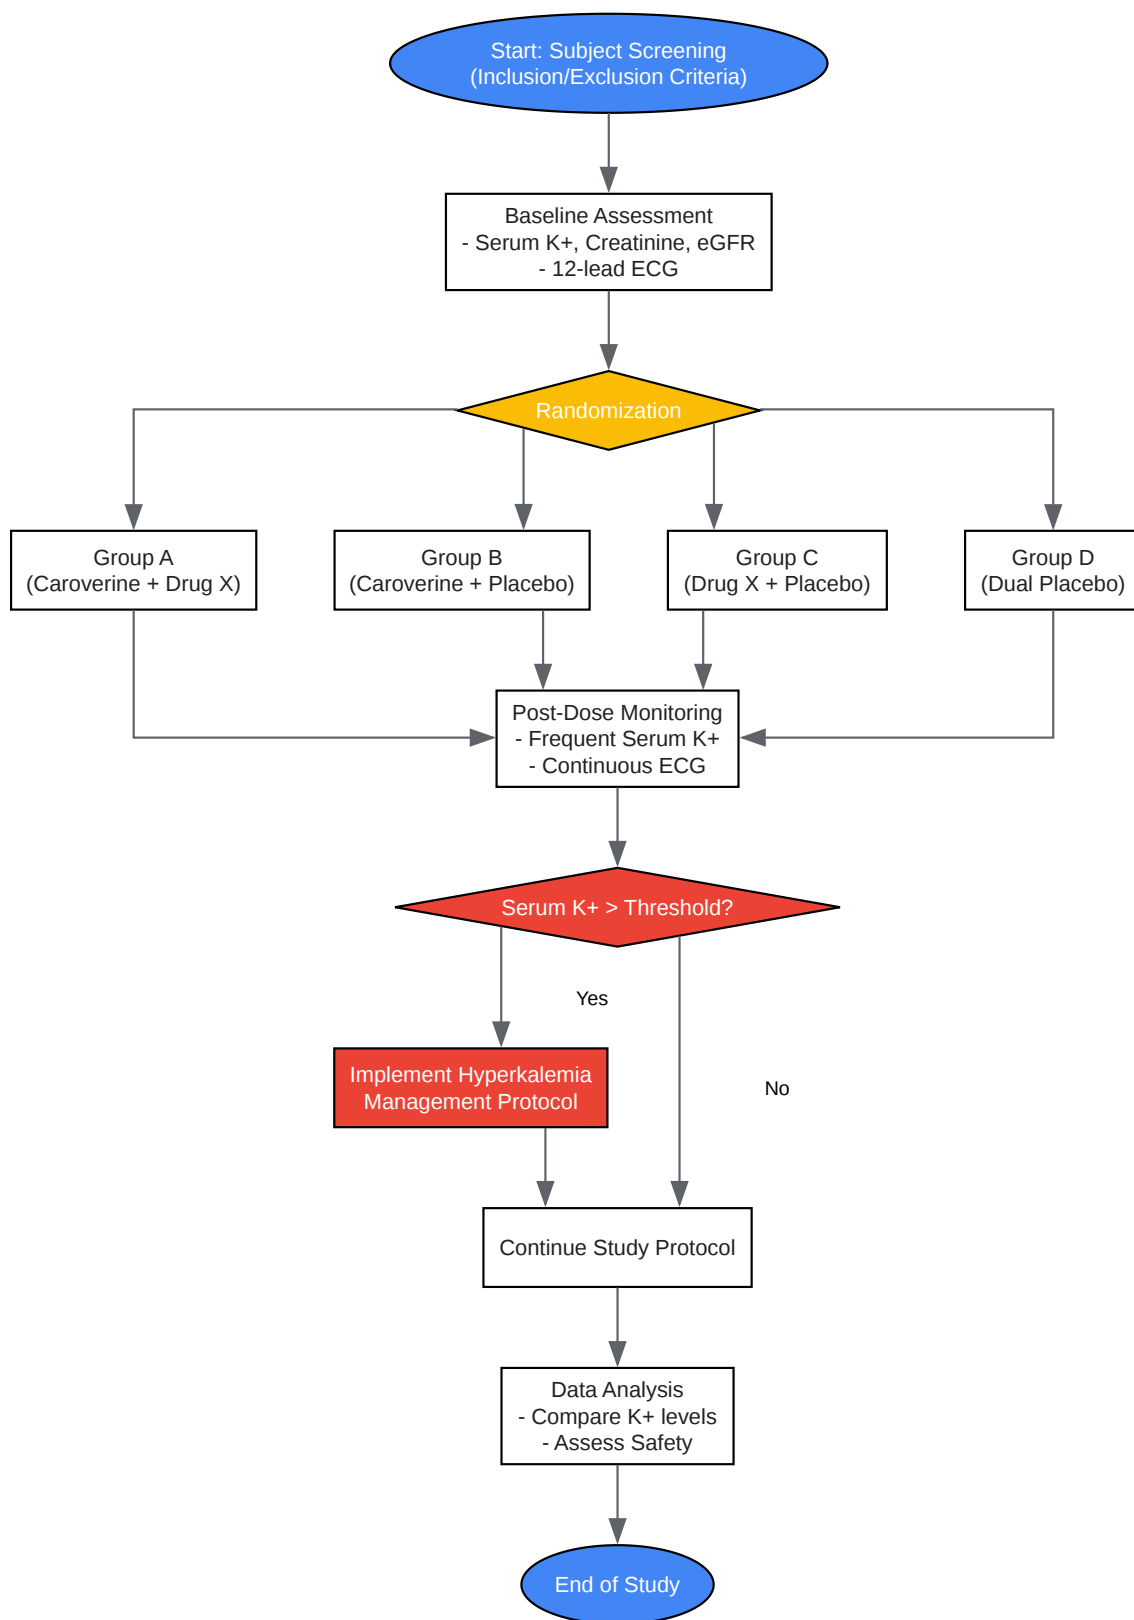 Start: Subject Screening
(Inclusion/Exclusion Criteria)
Baseline Assessment
- Serum K+, Creatinine, eGFR
- 12-lead ECG
Randomization
Group A
(Caroverine + Drug X)
Group B
(Caroverine + Placebo)
Group C
(Drug X + Placebo)
Group D
(Dual Placebo)
Post-Dose Monitoring
- Frequent Serum K+
- Continuous ECG
Serum K+ > Threshold?
Yes
Implement Hyperkalemia
Management Protocol
No
Continue Study Protocol
Data Analysis
- Compare K+ levels
- Assess Safety
End of Study